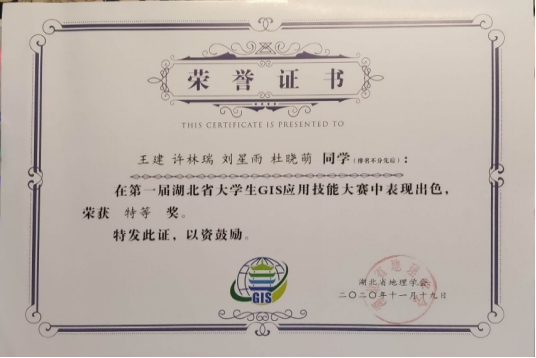 荣誉证书
THIS CERTIFICATE IS PRESENTED TO
王建 许林瑞 刘星雨 杜晓萌 同学(排名不分先后):
在第一届湖北省大学生GIS应用技能大赛中表现出色,
荣获 特等 奖。
特发此证,以资鼓励。
GIS
湖北省地理学会
二〇二〇年十一月十九日